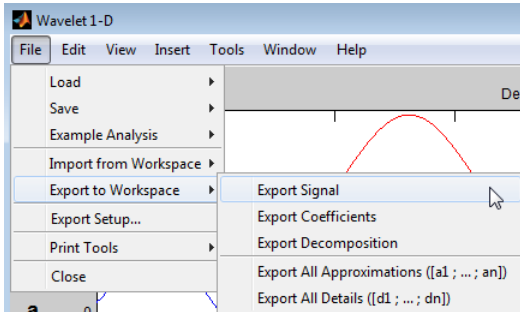 Wavelet 1-D
File Edit View Insert Tools Window Help
Load
Save
Example Analysis
Import from Workspace
Export to Workspace
Export Setup...
Print Tools
Close
De
Export Signal
Export Coefficients
Export Decomposition
Export All Approximations ([a1 ; ... ; an])
Export All Details ([d1 ; ... ; dn])
a
0